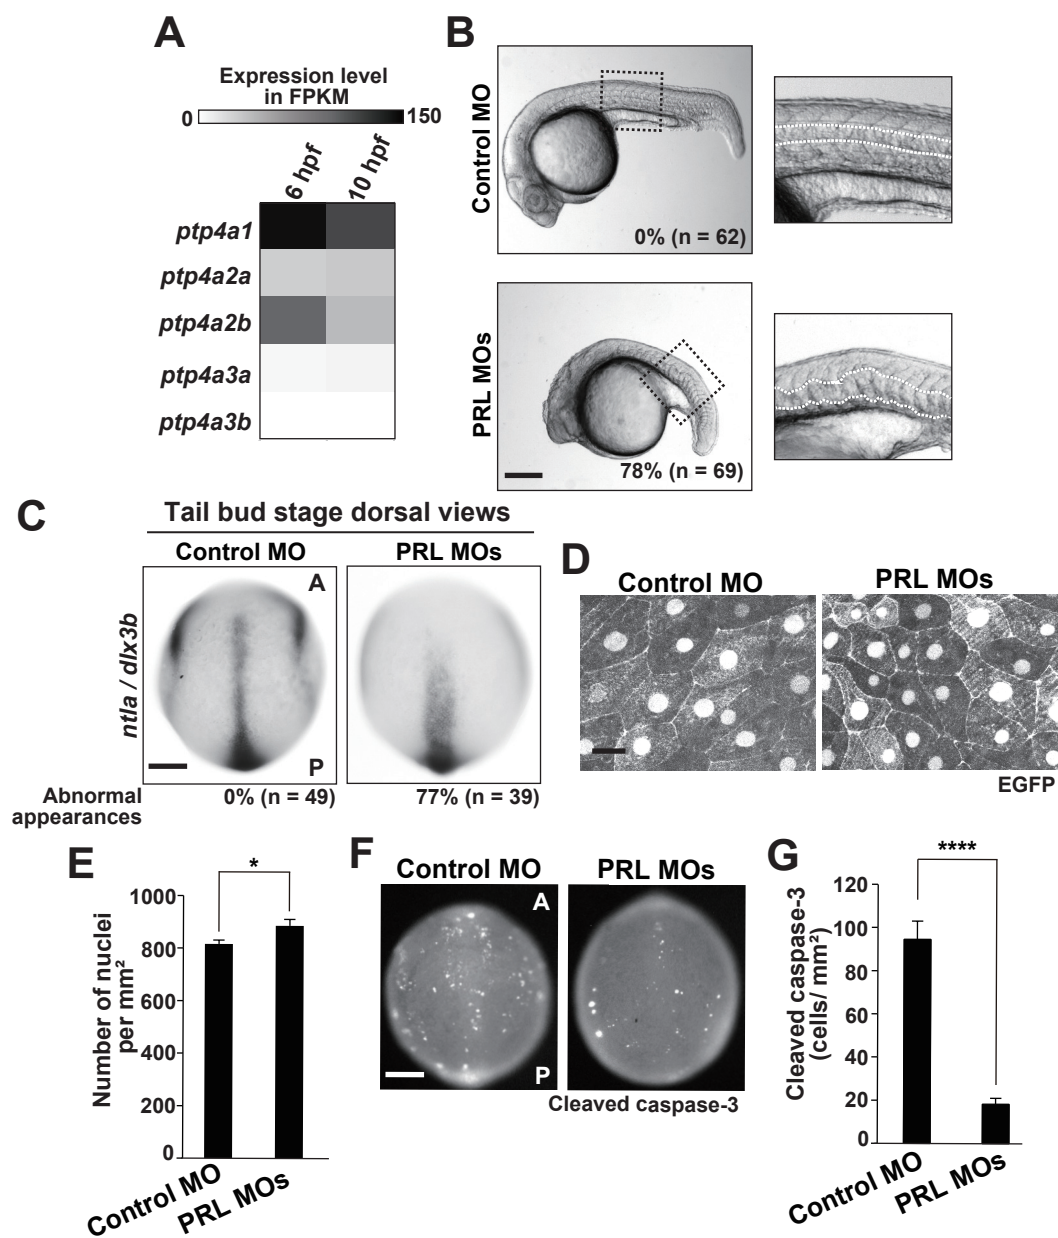 A
Expression level
in FPKM
0
150
6 hpf
10 hpf
ptp4a1
ptp4a2a
ptp4a2b
ptp4a3a
ptp4a3b
B
Control MO
0% (n = 62)
PRL MOs
78% (n = 69)
C
Tail bud stage dorsal views
Control MO
PRL MOs
ntla / dlx3b
A
P
Abnormal
appearances
0% (n = 49)
77% (n = 39)
D
Control MO
PRL MOs
EGFP
E
Number of nuclei
per mm²
1000
800
600
400
200
0
*
Control MO
PRL MOs
F
Control MO
PRL MOs
A
P
Cleaved caspase-3
G
Cleaved caspase-3
(cells/ mm²)
120
100
80
60
40
20
0
****
Control MO
PRL MOs